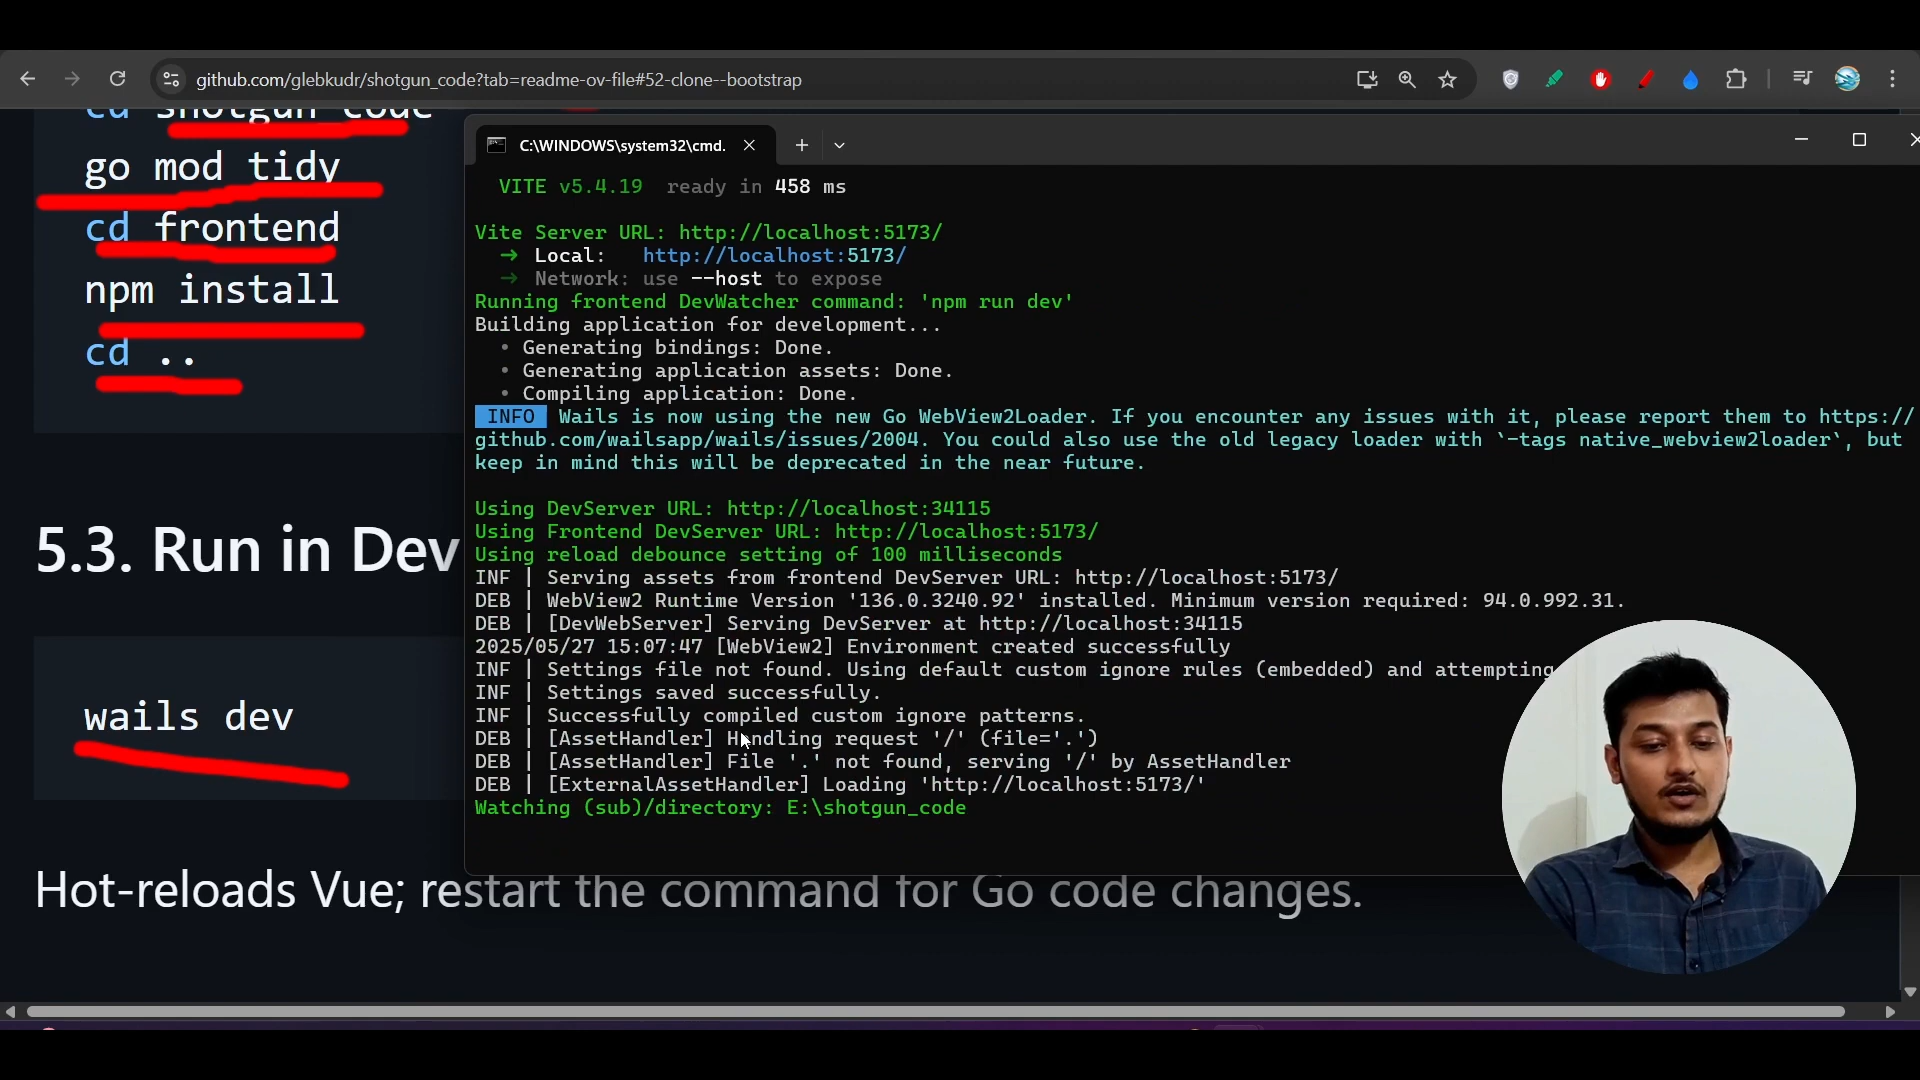 github.com/glebkudr/shotgun_code?tab=readme-ov-file#52-clone--bootstrap
cd shotgun code
go mod tidy
cd frontend
npm install
cd ..
5.3. Run in Dev
wails dev
Hot-reloads Vue; restart the command for Go code changes.
C:\WINDOWS\system32\cmd.
VITE v5.4.19 ready in 458 ms
Vite Server URL: http://localhost:5173/
➜ Local: http://localhost:5173/
➜ Network: use --host to expose
Running frontend DevWatcher command: 'npm run dev'
Building application for development...
• Generating bindings: Done.
• Generating application assets: Done.
• Compiling application: Done.
INFO Wails is now using the new Go WebView2Loader. If you encounter any issues with it, please report them to https://
github.com/wailsapp/wails/issues/2004. You could also use the old legacy loader with `-tags native_webview2loader`, but
keep in mind this will be deprecated in the near future.
Using DevServer URL: http://localhost:34115
Using Frontend DevServer URL: http://localhost:5173/
Using reload debounce setting of 100 milliseconds
INF | Serving assets from frontend DevServer URL: http://localhost:5173/
DEB | WebView2 Runtime Version '136.0.3240.92' installed. Minimum version required: 94.0.992.31.
DEB | [DevWebServer] Serving DevServer at http://localhost:34115
2025/05/27 15:07:47 [WebView2] Environment created successfully
INF | Settings file not found. Using default custom ignore rules (embedded) and attempting
INF | Settings saved successfully.
INF | Successfully compiled custom ignore patterns.
DEB | [AssetHandler] Handling request '/' (file='.')
DEB | [AssetHandler] File '.' not found, serving '/' by AssetHandler
DEB | [ExternalAssetHandler] Loading 'http://localhost:5173/'
Watching (sub)/directory: E:\shotgun_code